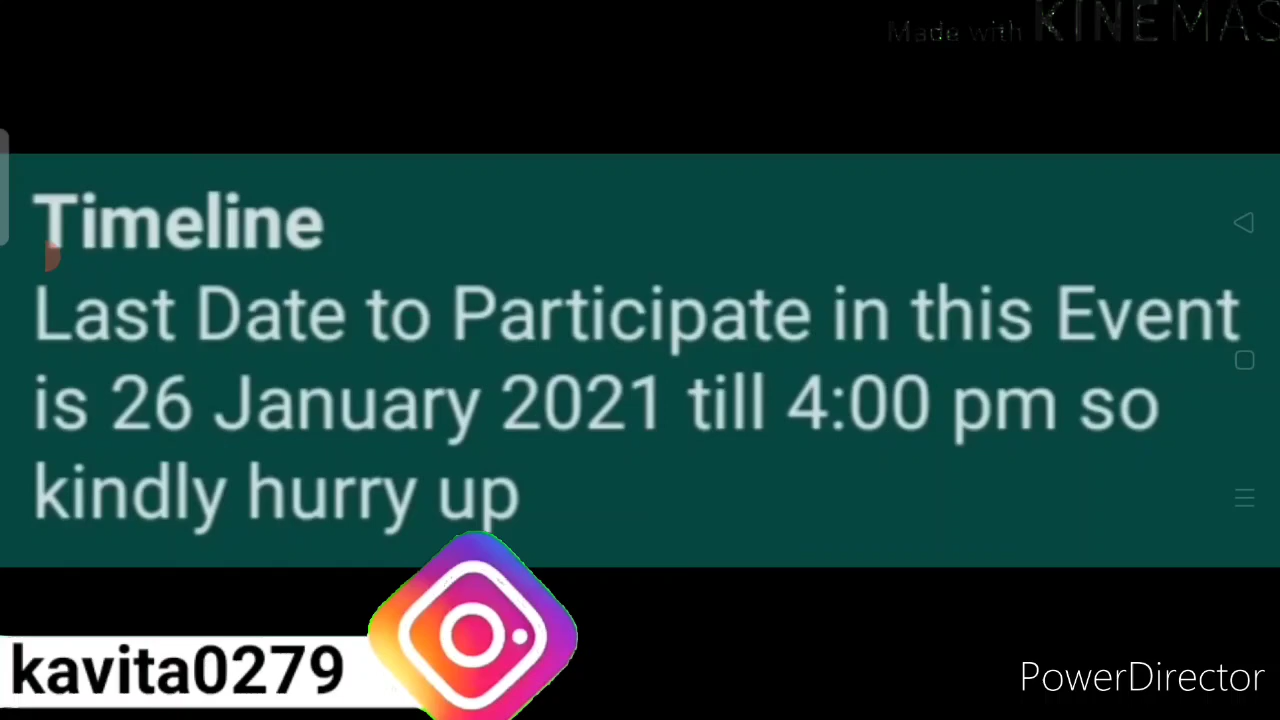 Made with KINEMAS
Timeline
Last Date to Participate in this Event
is 26 January 2021 till 4:00 pm so
kindly hurry up
kavita0279
PowerDirector